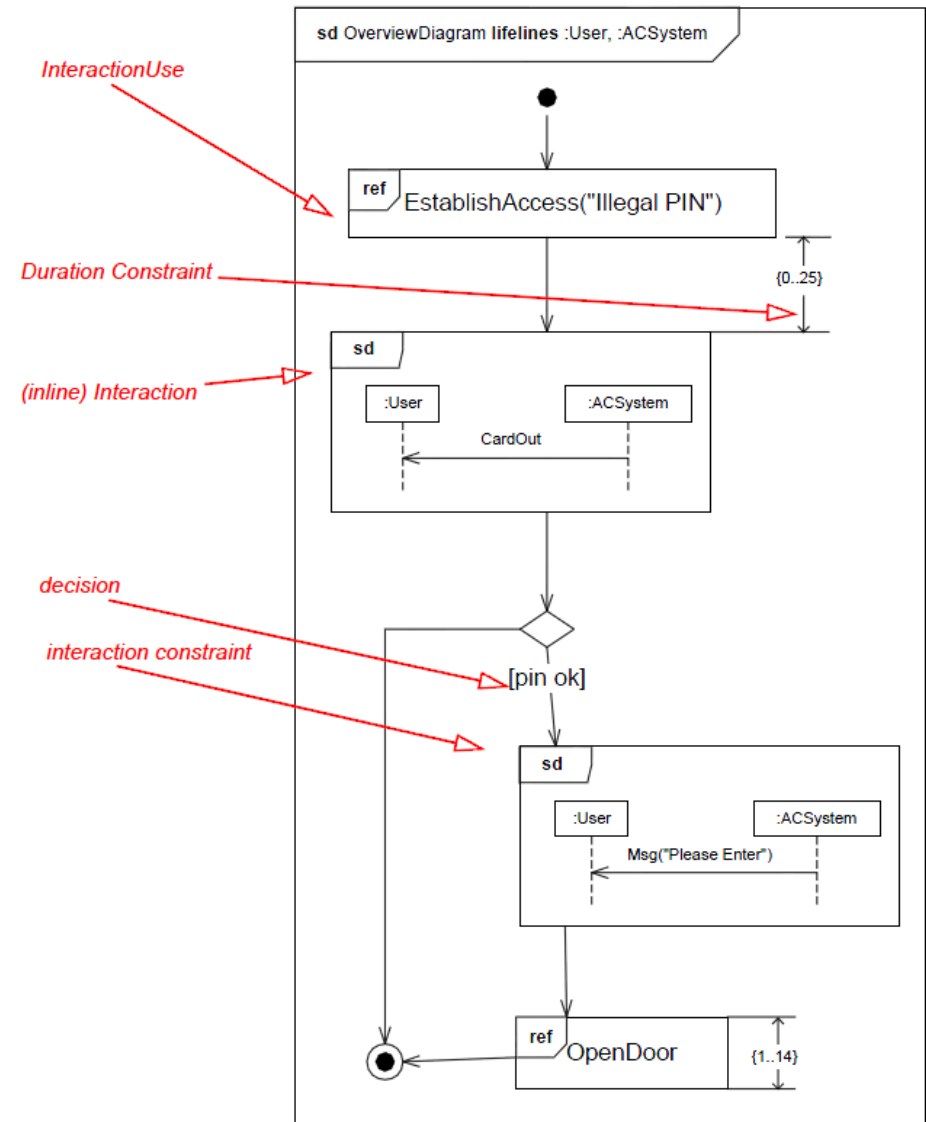 sd OverviewDiagram lifelines :User, :ACSystem
InteractionUse
ref
EstablishAccess("Illegal PIN")
Duration Constraint
{0..25}
sd
(inline) Interaction
:User
:ACSystem
CardOut
decision
interaction constraint
[pin ok]
sd
:User
:ACSystem
Msg("Please Enter")
ref
OpenDoor
{1..14}